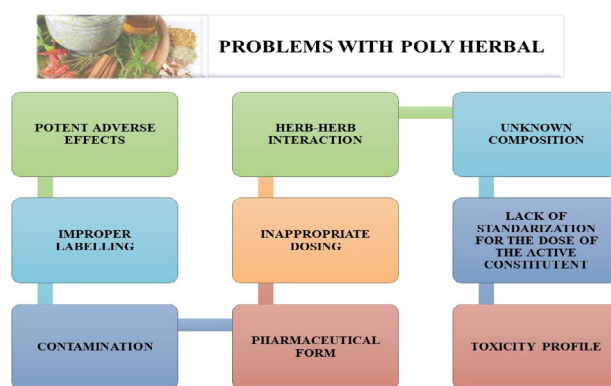 PROBLEMS WITH POLY HERBAL
POTENT ADVERSE
EFFECTS
IMPROPER
LABELLING
CONTAMINATION
PHARMACEUTICAL
FORM
INAPPROPRIATE
DOSING
HERB-HERB
INTERACTION
UNKNOWN
COMPOSITION
LACK OF
STANDARIZATION
FOR THE DOSE OF
THE ACTIVE
CONSTITUTENT
TOXICITY PROFILE